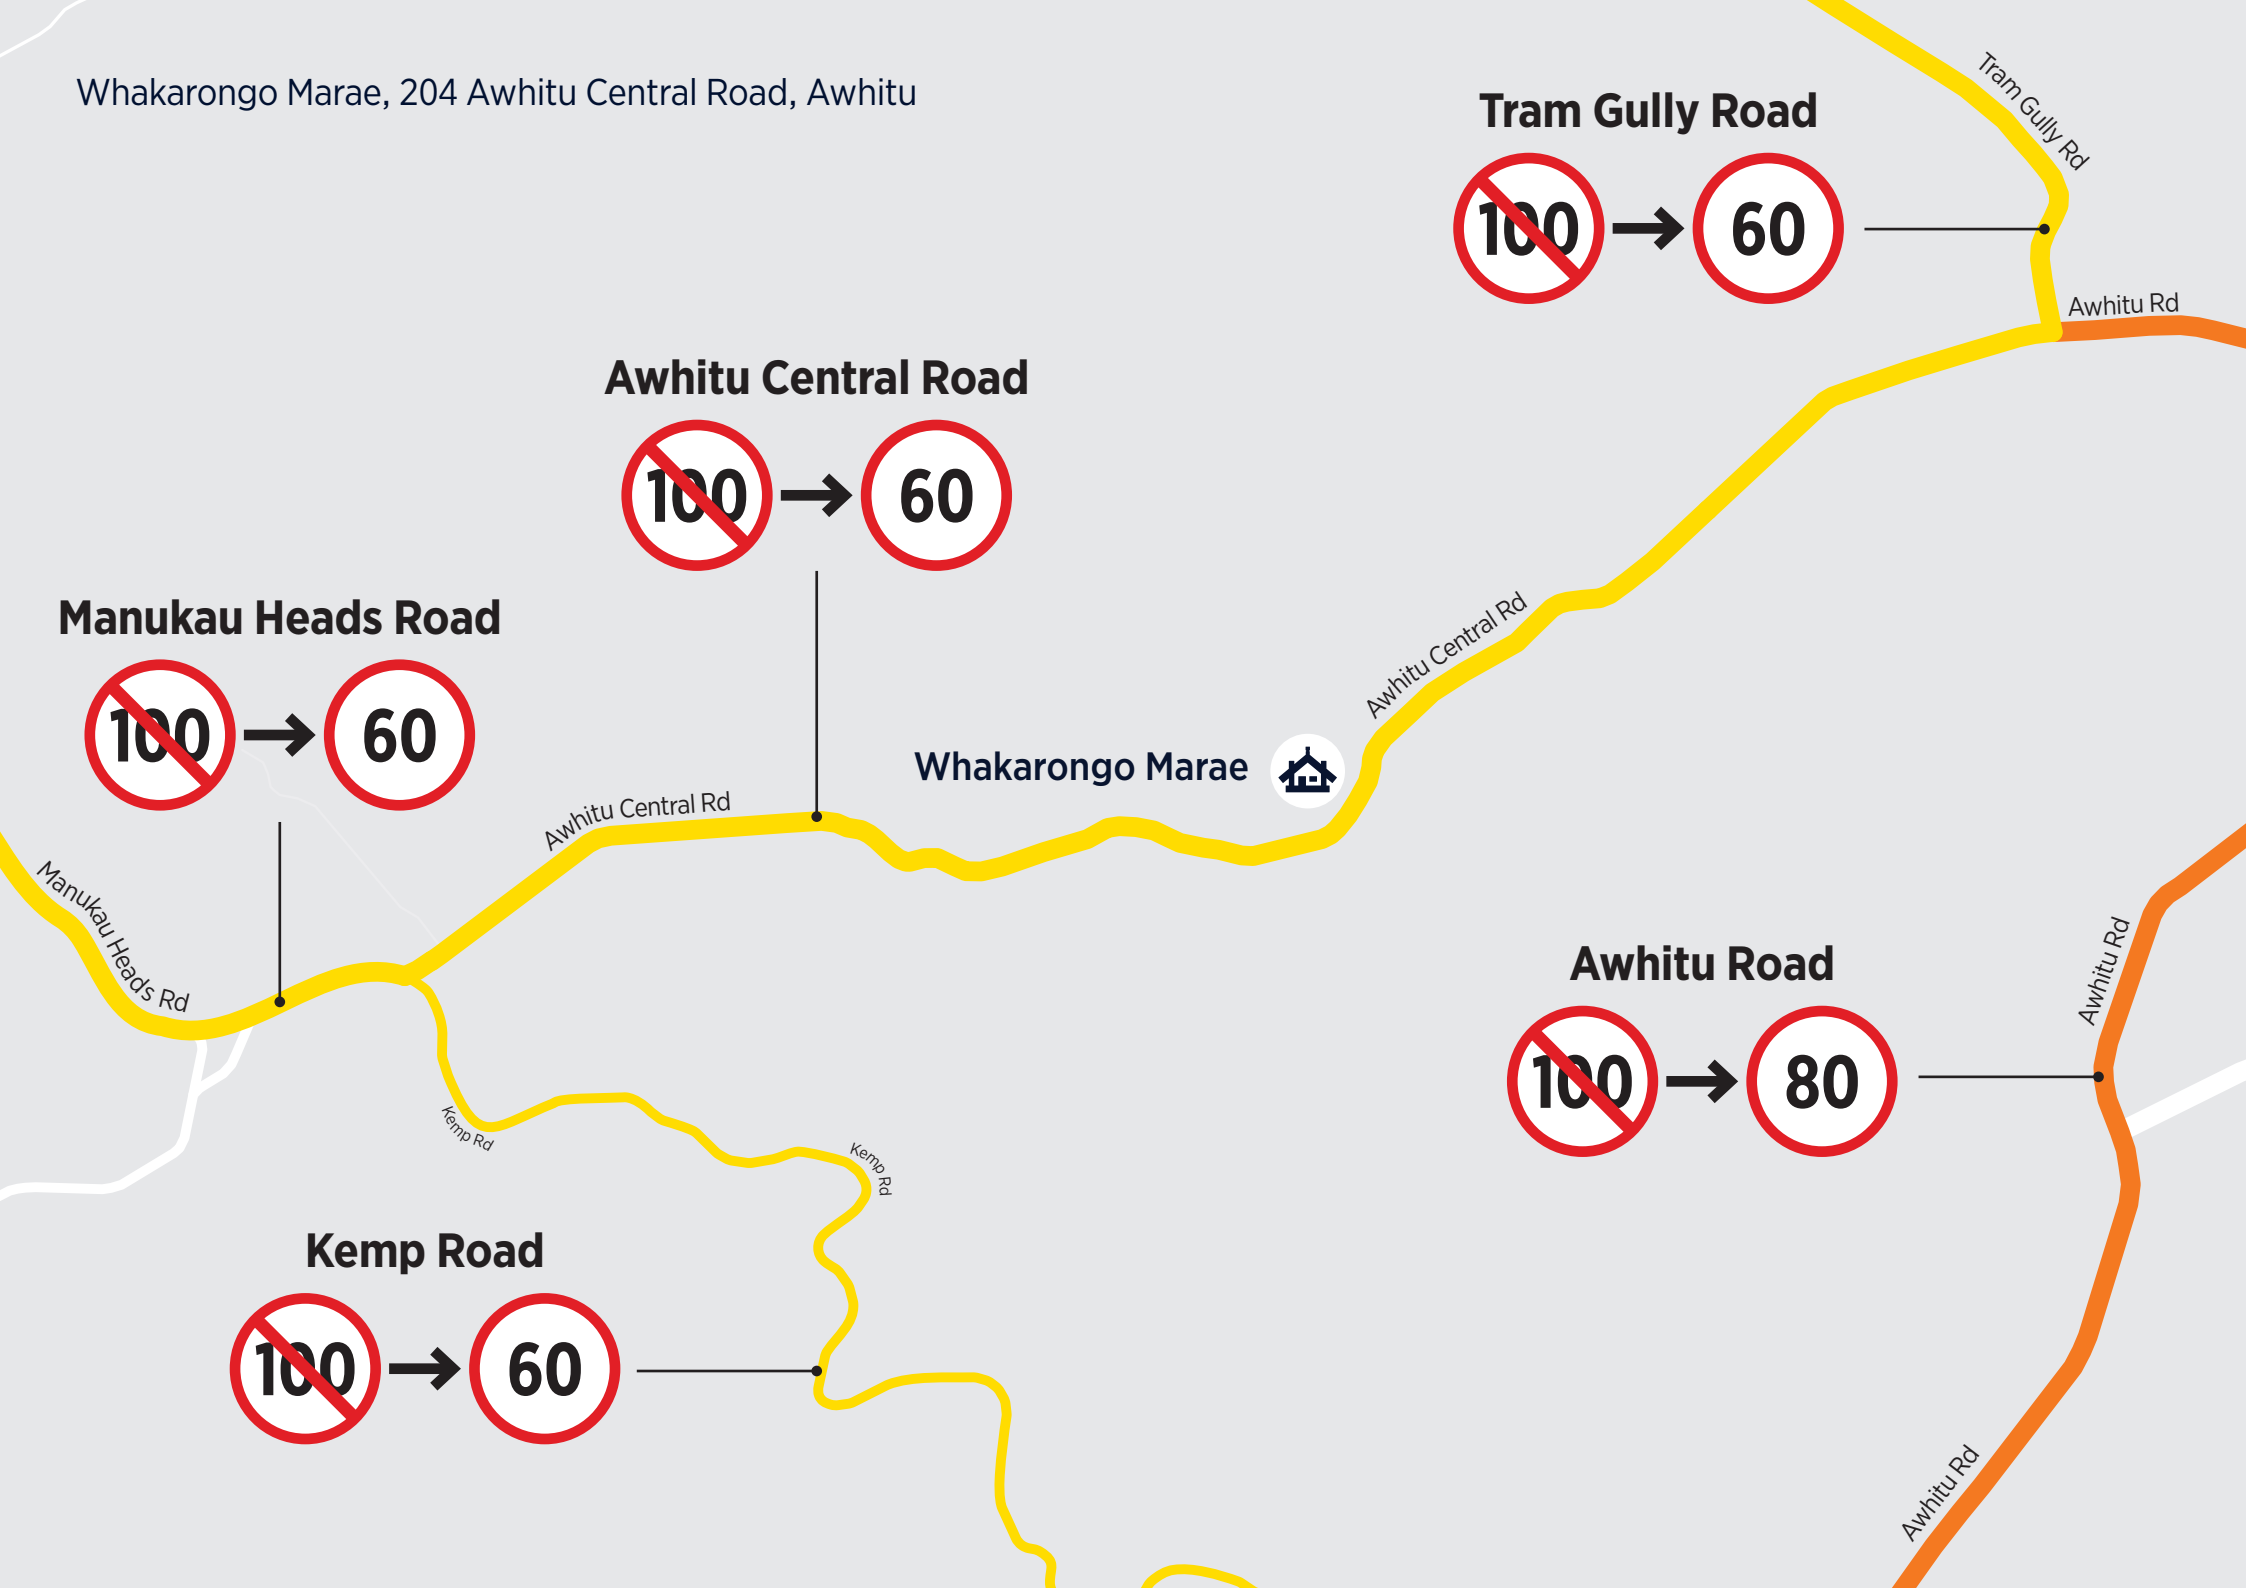 Whakarongo Marae, 204 Awhitu Central Road, Awhitu
Tram Gully Road
100
60
Tram Gully Rd
Awhitu Rd
Awhitu Central Road
100
60
Manukau Heads Road
100
60
Awhitu Central Rd
Whakarongo Marae
Awhitu Central Rd
Manukau Heads Rd
Awhitu Road
100
80
Awhitu Rd
Kemp Rd
Kemp Rd
Kemp Road
100
60
Awhitu Rd